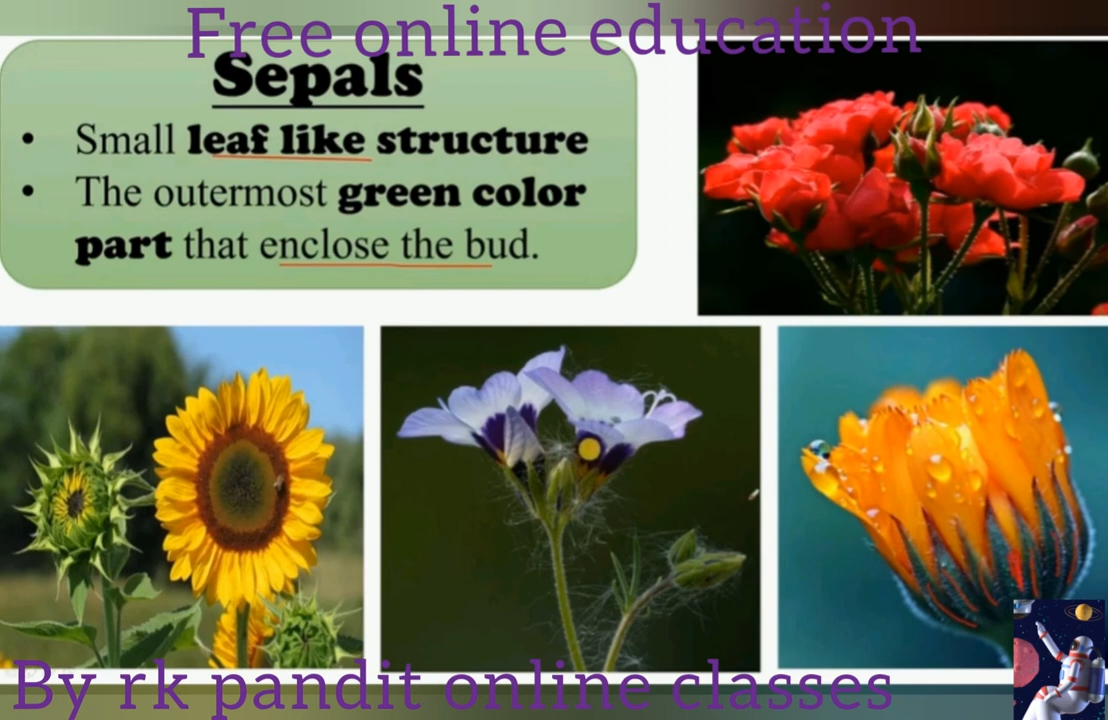 Free online education
Sepals
• Small leaf like structure
• The outermost green color
part that enclose the bud.
By rk pandit online classes